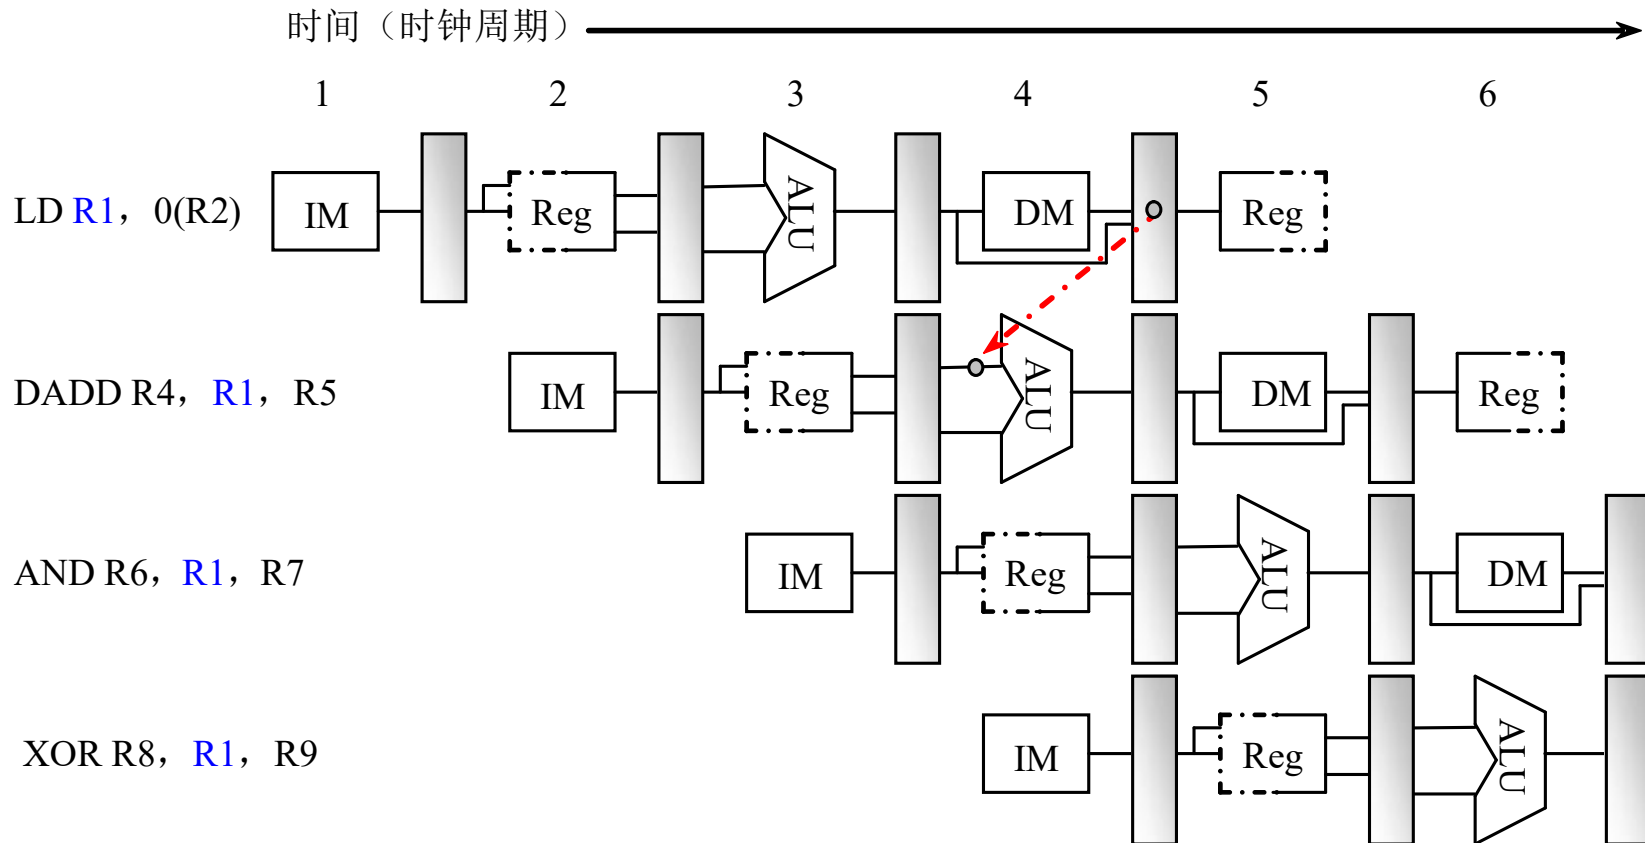 时间（时钟周期）
1 2 3 4 5 6
LD R1，0(R2) IM Reg ALU DM Reg
DADD R4，R1，R5 IM Reg ALU DM Reg
AND R6，R1，R7 IM Reg ALU DM
XOR R8，R1，R9 IM Reg ALU